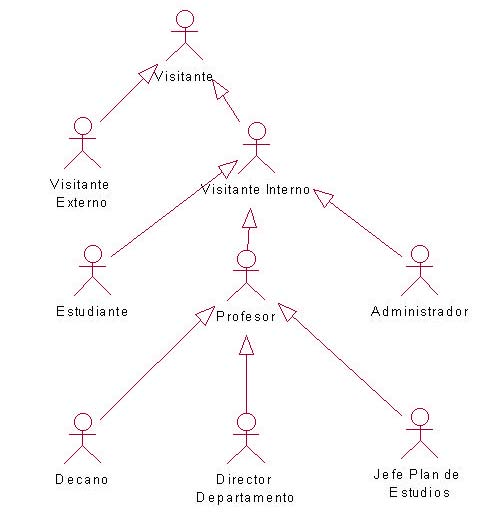 Visitante
Visitante
Externo
Visitante Interno
Estudiante
Profesor
Administrador
Decano
Director
Departamento
Jefe Plan de
Estudios